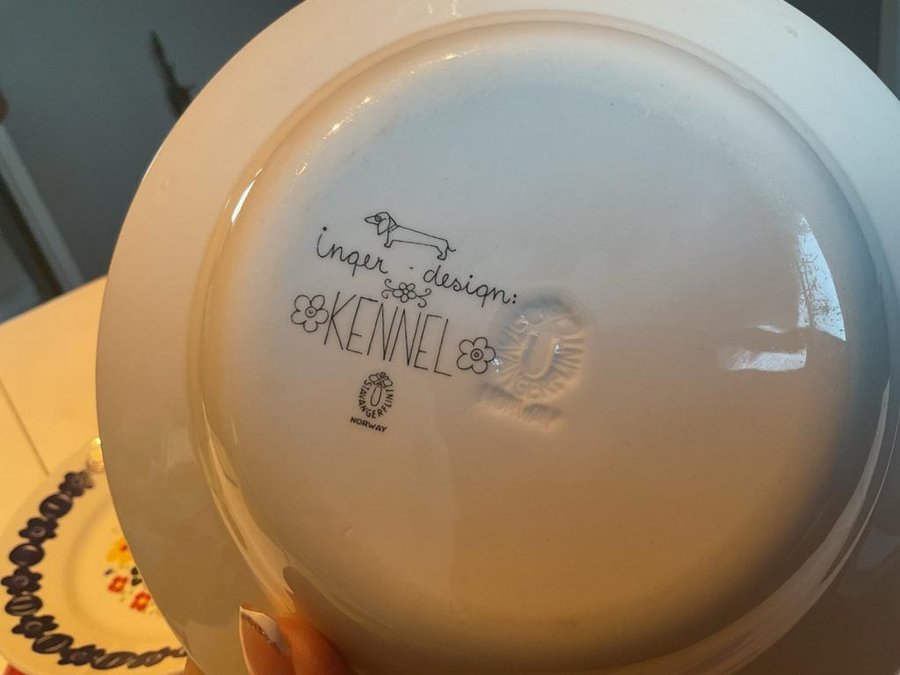 inger · design:
KENNEL
STAVANGERFLINT
NORWAY